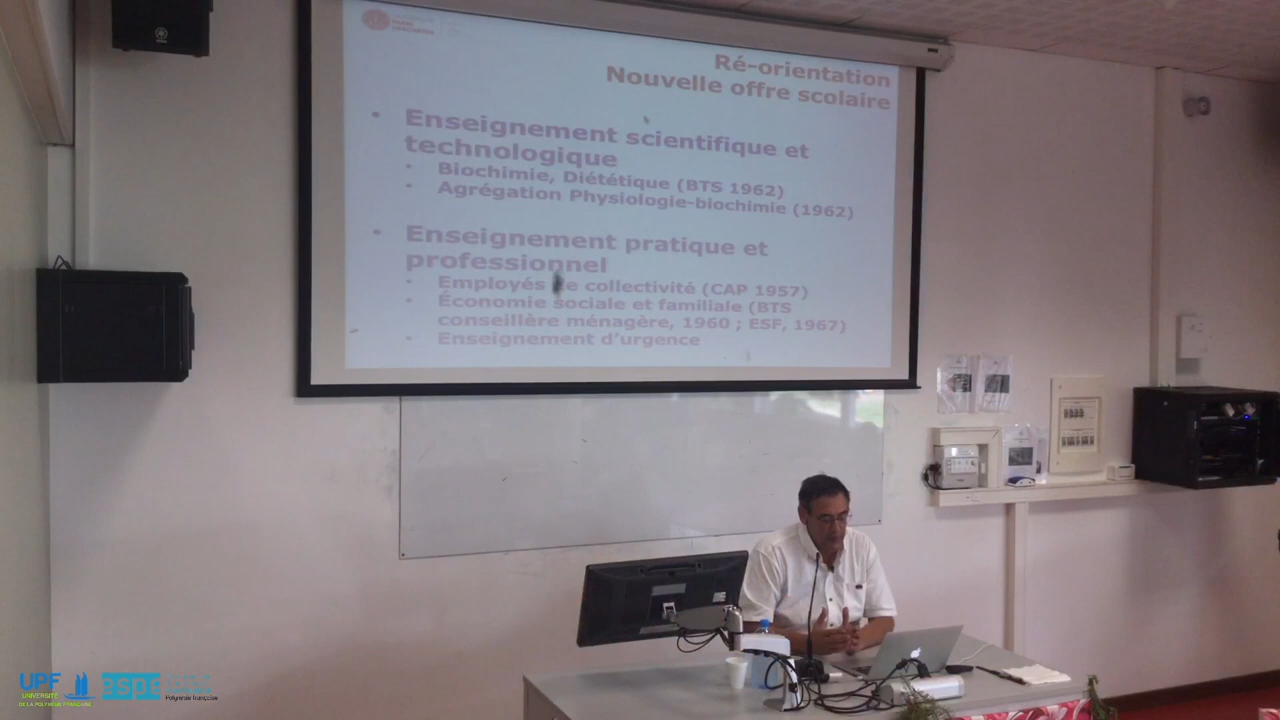 Ré-orientation
Nouvelle offre scolaire
• Enseignement scientifique et
technologique
• Biochimie, Diététique (BTS 1962)
• Agrégation Physiologie-biochimie (1962)
• Enseignement pratique et
professionnel
• Employés de collectivité (CAP 1957)
• Économie sociale et familiale (BTS
conseillère ménagère, 1960 ; ESF, 1967)
• Enseignement d'urgence
UPF
UNIVERSITÉ
DE LA POLYNÉSIE FRANÇAISE
espe
Polynésie française